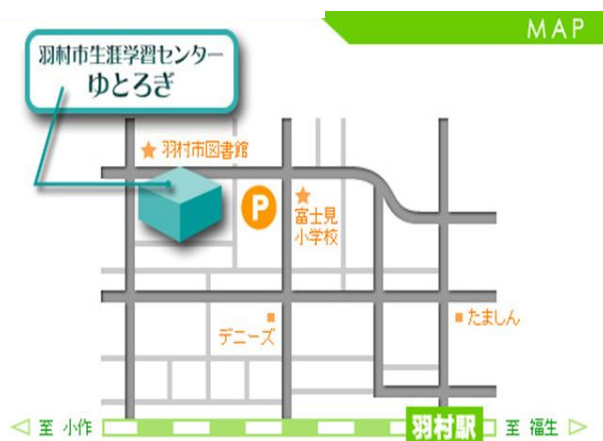 MAP
羽村市生涯学習センター
ゆとろぎ
★ 羽村市図書館
P
★
富士見
小学校
デニーズ
たましん
至 小作
羽村駅
至 福生